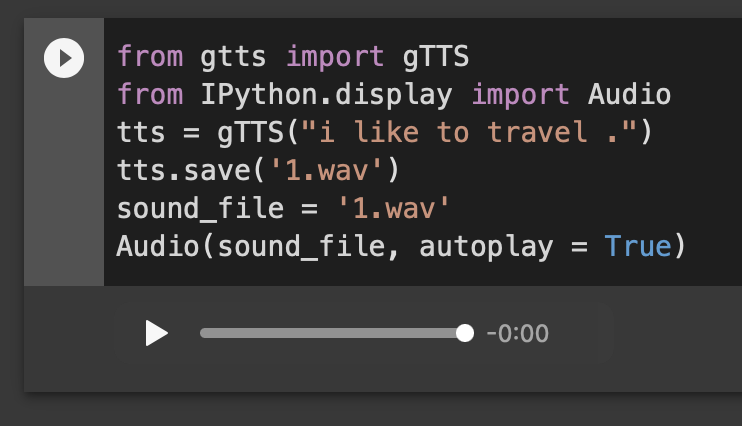 from gtts import gTTS
from IPython.display import Audio
tts = gTTS("i like to travel .")
tts.save('1.wav')
sound_file = '1.wav'
Audio(sound_file, autoplay = True)
-0:00